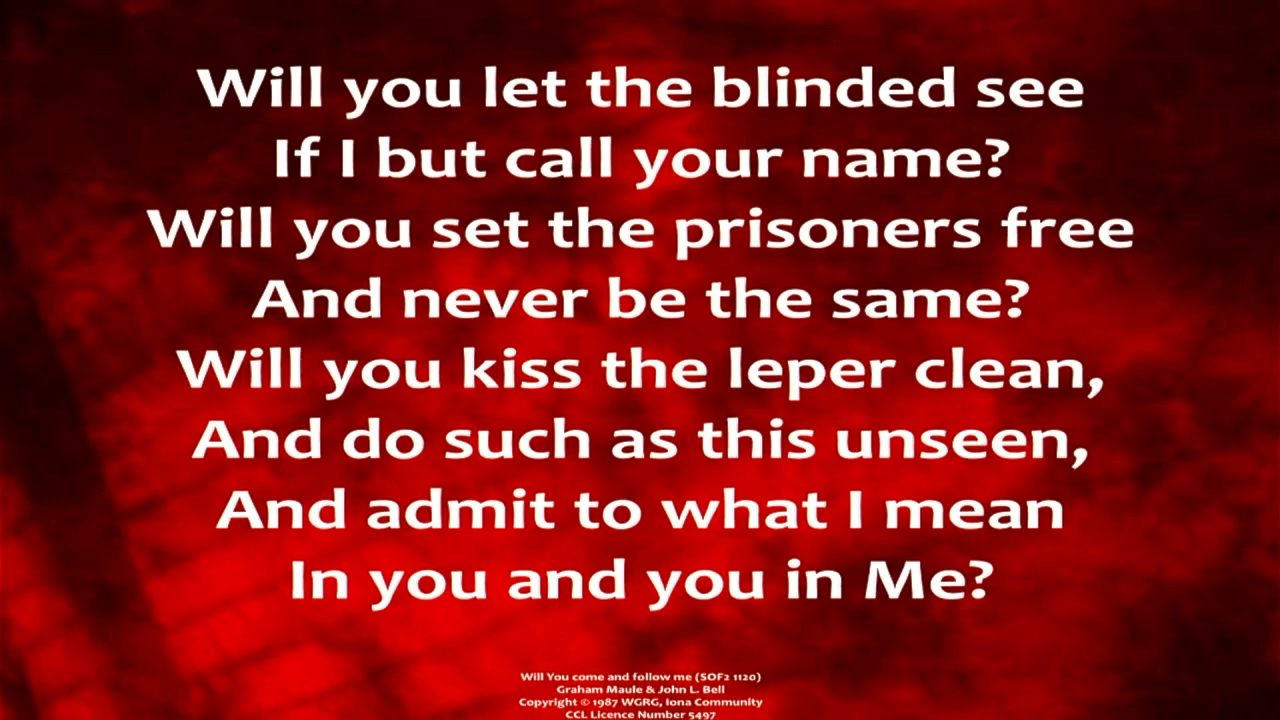 Will you let the blinded see
If I but call your name?
Will you set the prisoners free
And never be the same?
Will you kiss the leper clean,
And do such as this unseen,
And admit to what I mean
In you and you in Me?
Will You come and follow me (SOF2 1120)
Graham Maule & John L. Bell
Copyright © 1987 WGRG, Iona Community
CCL Licence Number 5497